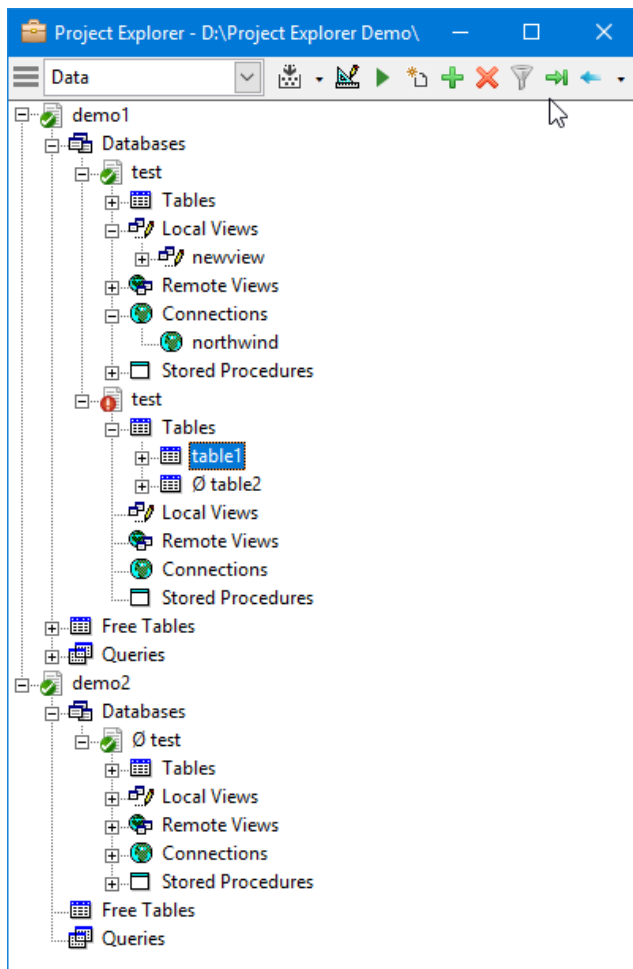 Project Explorer - D:\Project Explorer Demo\
Data
demo1
Databases
test
Tables
Local Views
newview
Remote Views
Connections
northwind
Stored Procedures
test
Tables
table1
Ø table2
Local Views
Remote Views
Connections
Stored Procedures
Free Tables
Queries
demo2
Databases
Ø test
Tables
Local Views
Remote Views
Connections
Stored Procedures
Free Tables
Queries